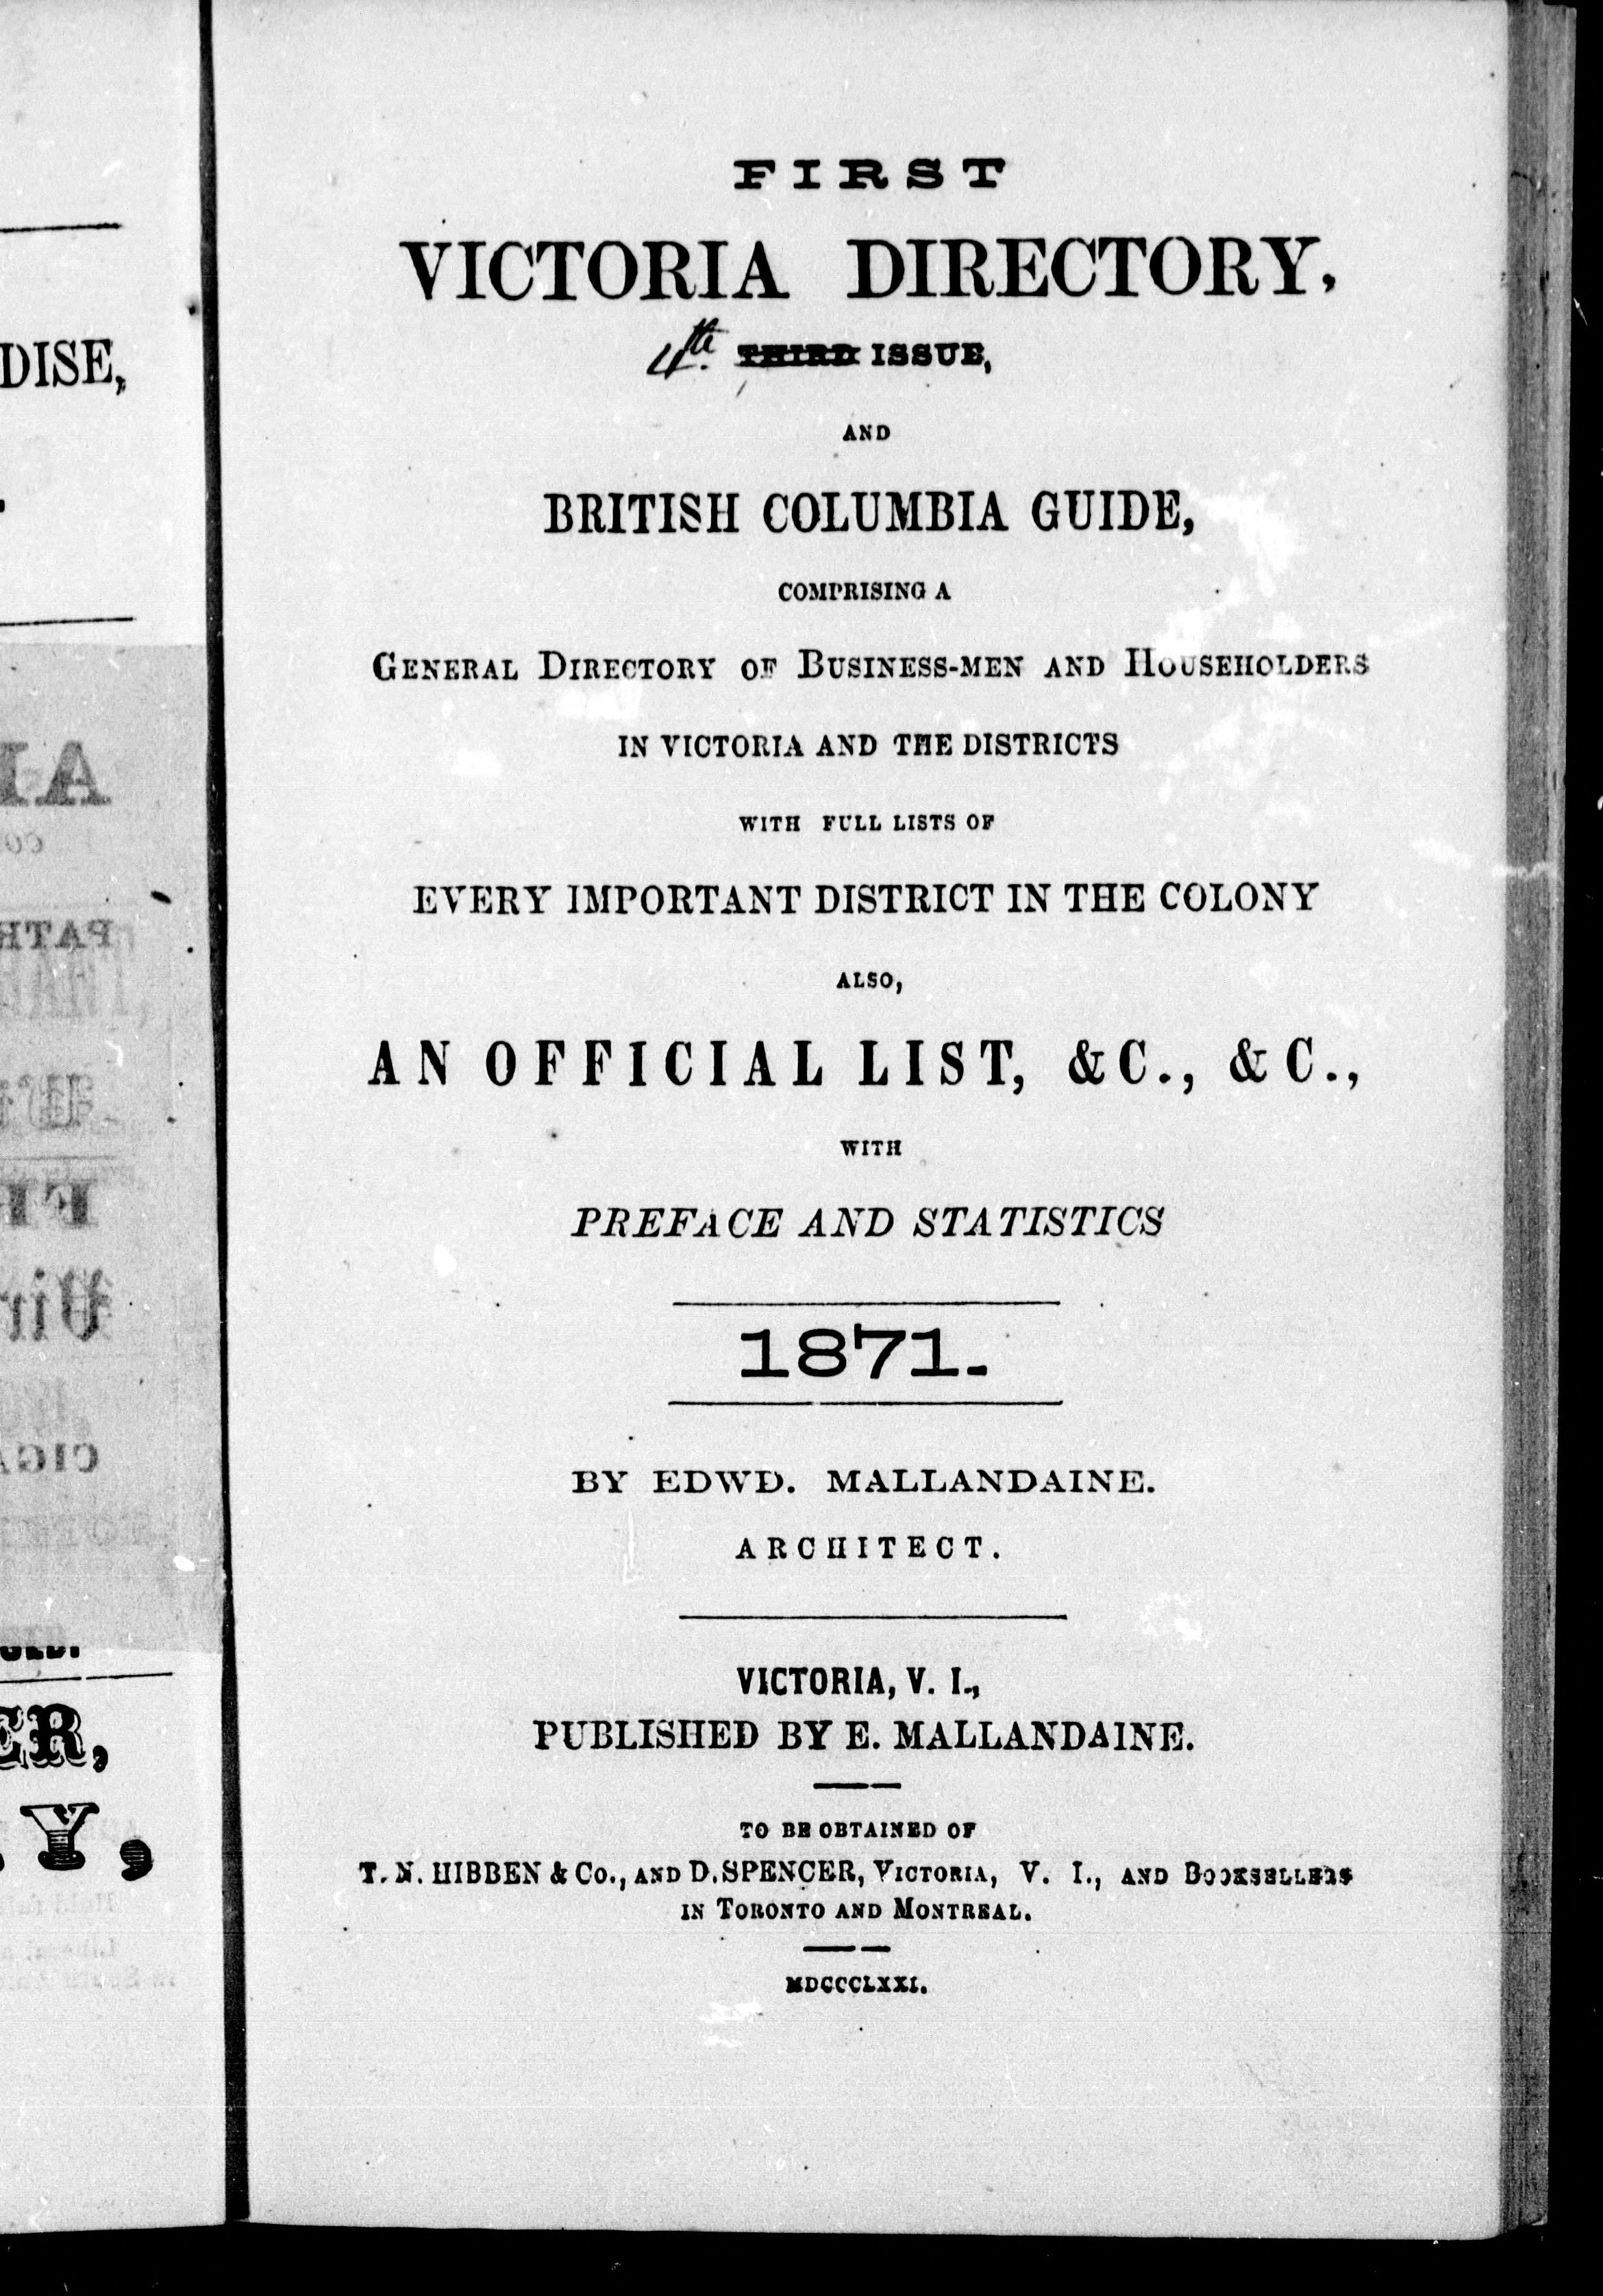 FIRST
VICTORIA DIRECTORY,
4th. THIRD ISSUE,
AND
BRITISH COLUMBIA GUIDE,
COMPRISING A
GENERAL DIRECTORY OF BUSINESS-MEN AND HOUSEHOLDERS
IN VICTORIA AND THE DISTRICTS
WITH FULL LISTS OF
EVERY IMPORTANT DISTRICT IN THE COLONY
ALSO,
AN OFFICIAL LIST, &C., &C.,
WITH
PREFACE AND STATISTICS
1871.
BY EDWD. MALLANDAINE.
ARCHITECT.
VICTORIA, V. I.,
PUBLISHED BY E. MALLANDAINE.
TO BE OBTAINED OF
T. N. HIBBEN & CO., AND D. SPENCER, VICTORIA, V. I., AND BOOKSELLERS
IN TORONTO AND MONTREAL.
MDCCCLXXI.
DISE,
ER,
Y,